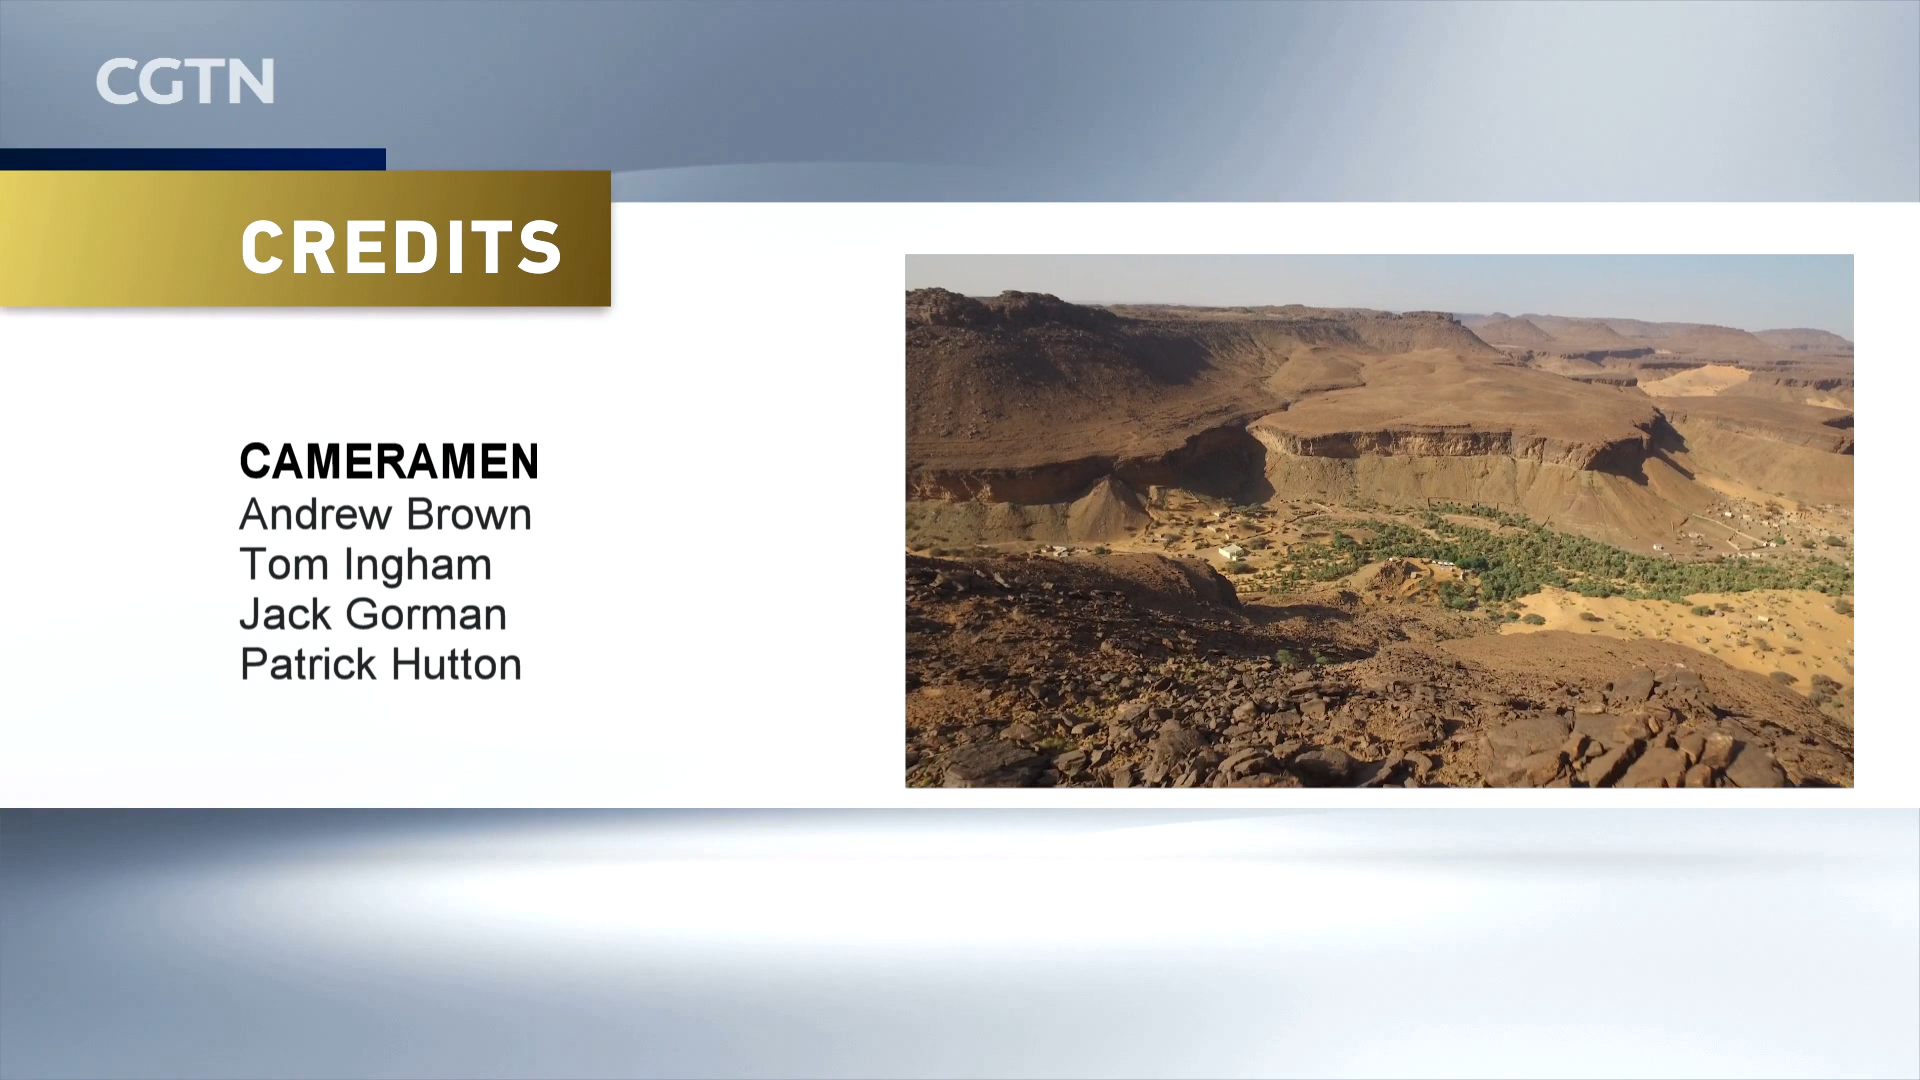 CGTN
CREDITS
CAMERAMEN
Andrew Brown
Tom Ingham
Jack Gorman
Patrick Hutton